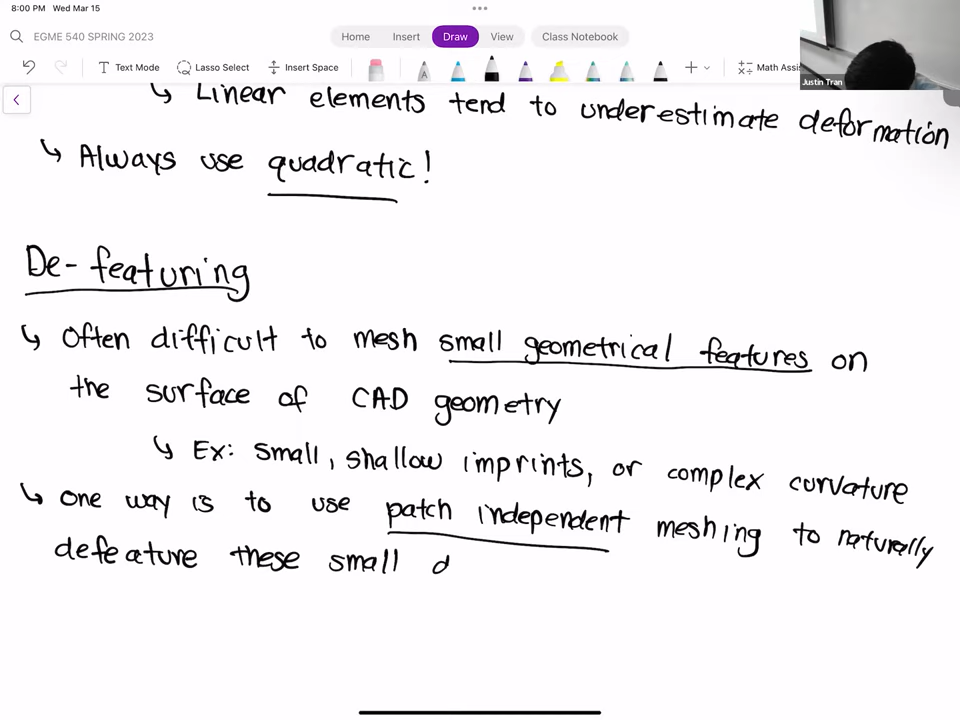 8:00 PM Wed Mar 15
EGME 540 SPRING 2023
Home Insert Draw View Class Notebook
Text Mode Lasso Select Insert Space Math Assis
Justin Tran
↳ Linear elements tend to underestimate deformation
↳ Always use quadratic!
De-featuring
↳ Often difficult to mesh small geometrical features on
the surface of CAD geometry
↳ Ex: small, shallow imprints, or complex curvature
↳ One way is to use patch independent meshing to naturally
defeature these small d